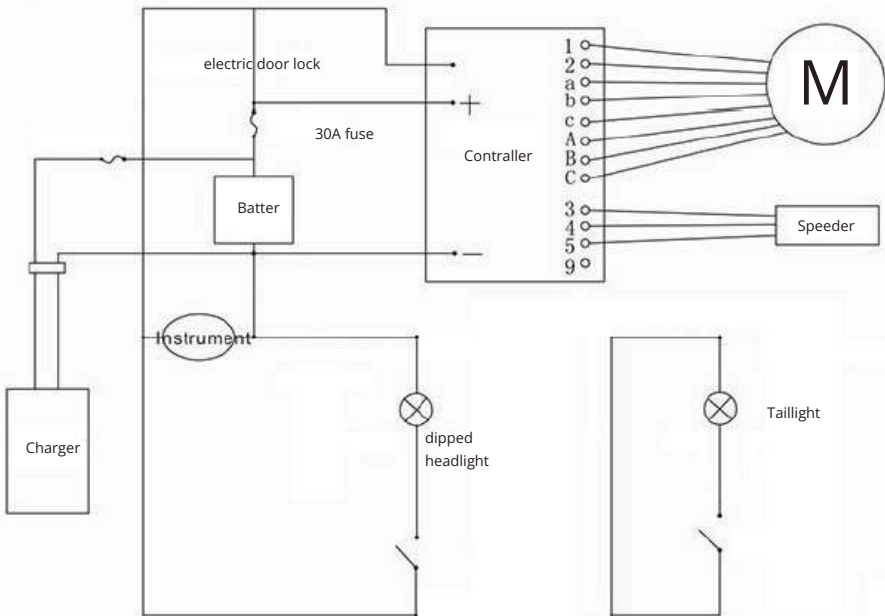 electric door lock
+
30A fuse
Contraller
Batter
−
1
2
a
b
c
A
B
C
3
4
5
9
M
Speeder
Instrument
Charger
dipped
headlight
Taillight